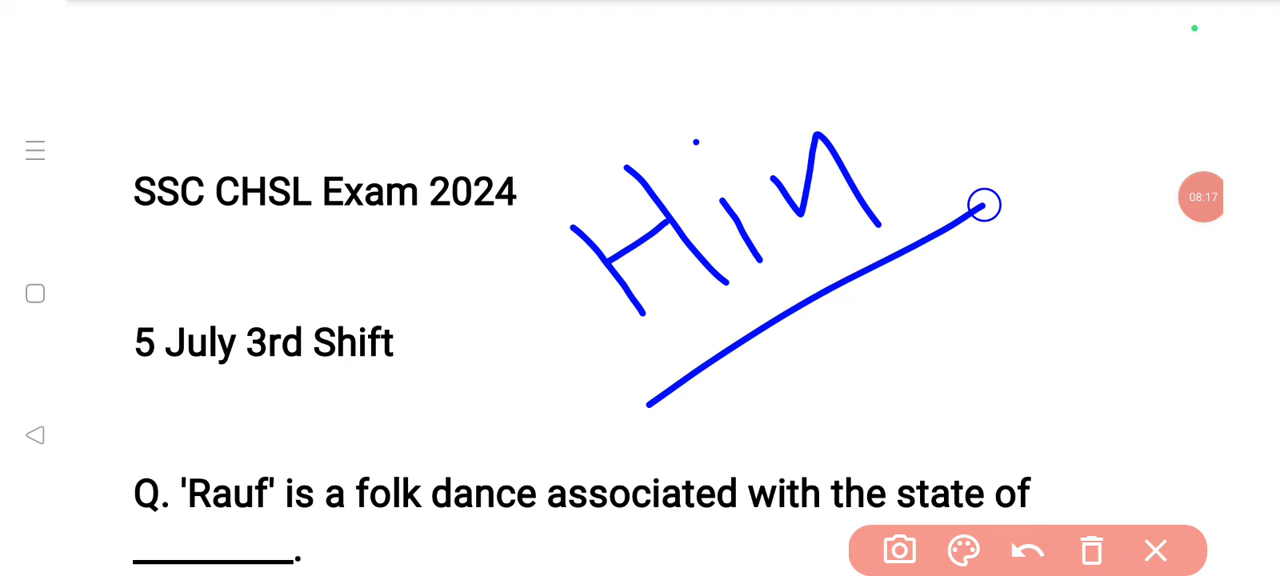 SSC CHSL Exam 2024
Hin
08:17
5 July 3rd Shift
Q. 'Rauf' is a folk dance associated with the state of
________.